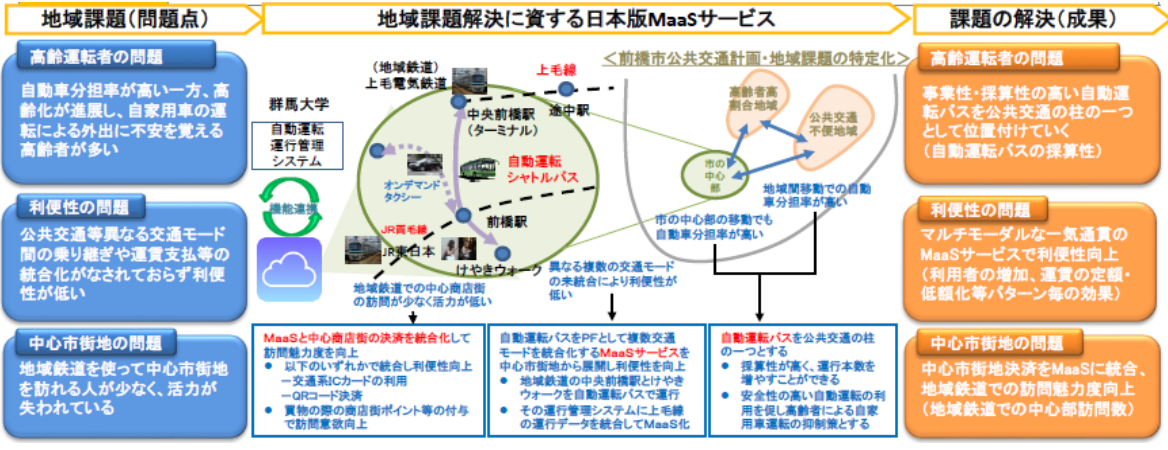 地域課題(問題点)
地域課題解決に資する日本版MaaSサービス
課題の解決(成果)
高齢運転者の問題
自動車分担率が高い一方、高
齢化が進展し、自家用車の運
転による外出に不安を覚える
高齢者が多い
利便性の問題
公共交通等異なる交通モード
間の乗り継ぎや運賃支払等の
統合化がなされておらず利便
性が低い
中心市街地の問題
地域鉄道を使って中心市街地
を訪れる人が少なく、活力が
失われている
群馬大学
自動運転
運行管理
システム
機能連携
(地域鉄道)
上毛電気鉄道
上毛線
中央前橋駅
(ターミナル)
途中駅
自動運転
シャトルバス
オンデマンド
タクシー
前橋駅
JR両毛線
JR東日本
けやきウォーク
地域鉄道での中心商店街
の訪問が少なく活力が低い
異なる複数の交通モード
の未統合により利便性が
低い
<前橋市公共交通計画・地域課題の特定化>
高齢者高
割合地域
公共交通
不便地域
市の
中心
部
地域間移動での自動
車分担率が高い
市の中心部の移動でも
自動車分担率が高い
MaaSと中心商店街の決済を統合化して
訪問魅力度を向上
● 以下のいずれかで統合し利便性向上
－交通系ICカードの利用
－QRコード決済
● 買物の際の商店街ポイント等の付与
で訪問意欲向上
自動運転バスをPFとして複数交通
モードを統合化するMaaSサービスを
中心市街地から展開し利便性を向上
● 地域鉄道の中央前橋駅とけやき
ウォークを自動運転バスで運行
● その運行管理システムに上毛線
の運行データを統合してMaaS化
自動運転バスを公共交通の柱
の一つとする
● 採算性が高く、運行本数を
増やすことができる
● 安全性の高い自動運転の利
用を促し高齢者による自家
用車運転の抑制策とする
高齢運転者の問題
事業性・採算性の高い自動運
転バスを公共交通の柱の一つ
として位置付けていく
(自動運転バスの採算性)
利便性の問題
マルチモーダルな一気通貫の
MaaSサービスで利便性向上
(利用者の増加、運賃の定額・
低額化等パターン毎の効果)
中心市街地の問題
中心市街地決済をMaaSに統合、
地域鉄道での訪問魅力度向上
(地域鉄道での中心部訪問数)